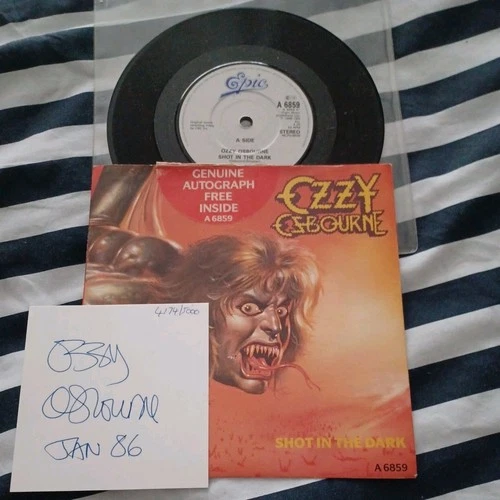 Epic
A 6859
A SIDE
STEREO
OZZY OSBOURNE
SHOT IN THE DARK
GENUINE
AUTOGRAPH
FREE
INSIDE
A 6859
OZZY
OSBOURNE
4174/5000
OZZY
OSBOURNE
JAN 86
SHOT IN THE DARK
A 6859